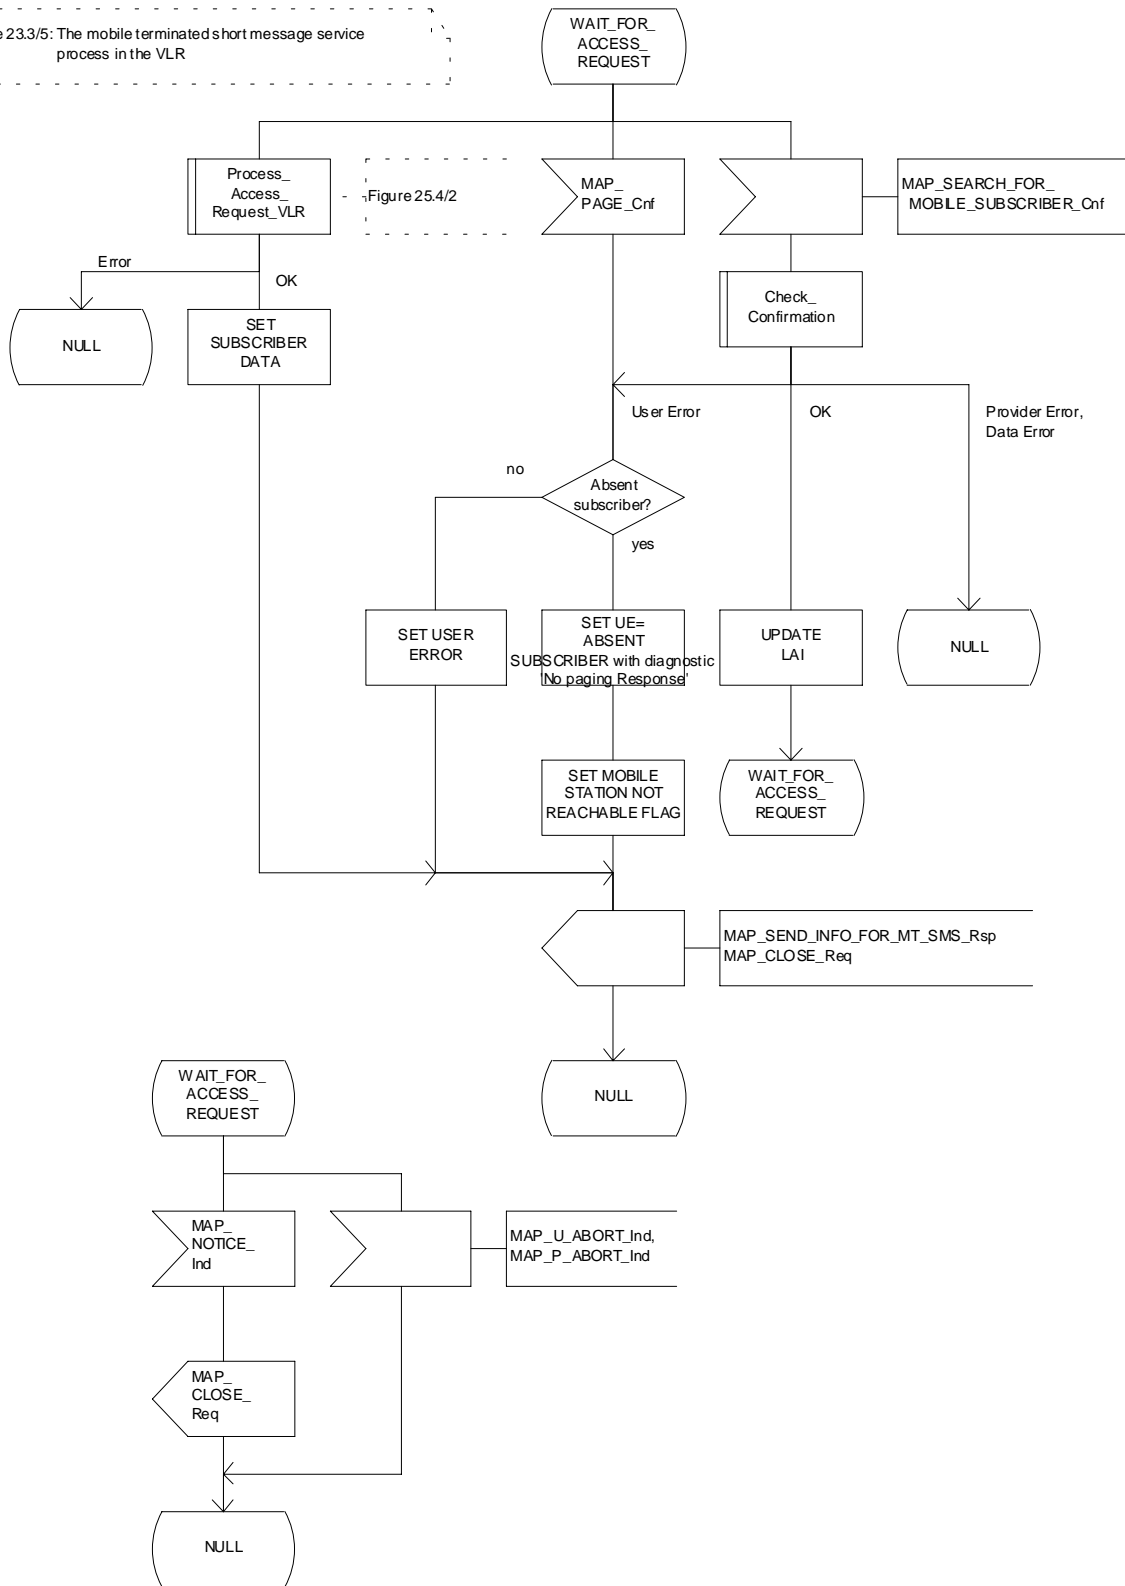 e 23.3/5: The mobile terminated short message service
process in the VLR
WAIT_FOR_
ACCESS_
REQUEST
Process_
Access_
Request_VLR
Figure 25.4/2
MAP_
PAGE_Cnf
MAP_SEARCH_FOR_
MOBILE_SUBSCRIBER_Cnf
Error
OK
Check_
Confirmation
NULL
SET
SUBSCRIBER
DATA
User Error
OK
Provider Error,
Data Error
no
Absent
subscriber?
yes
SET USER
ERROR
SET UE=
ABSENT
SUBSCRIBER with diagnostic
'No paging Response'
UPDATE
LAI
NULL
SET MOBILE
STATION NOT
REACHABLE FLAG
WAIT_FOR_
ACCESS_
REQUEST
MAP_SEND_INFO_FOR_MT_SMS_Rsp
MAP_CLOSE_Req
NULL
WAIT_FOR_
ACCESS_
REQUEST
MAP_
NOTICE_
Ind
MAP_U_ABORT_Ind,
MAP_P_ABORT_Ind
MAP_
CLOSE_
Req
NULL